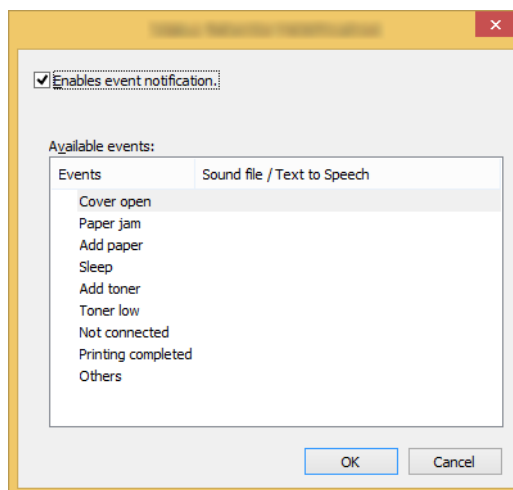 Enables event notification.
Available events:
Events Sound file / Text to Speech
Cover open
Paper jam
Add paper
Sleep
Add toner
Toner low
Not connected
Printing completed
Others
OK Cancel